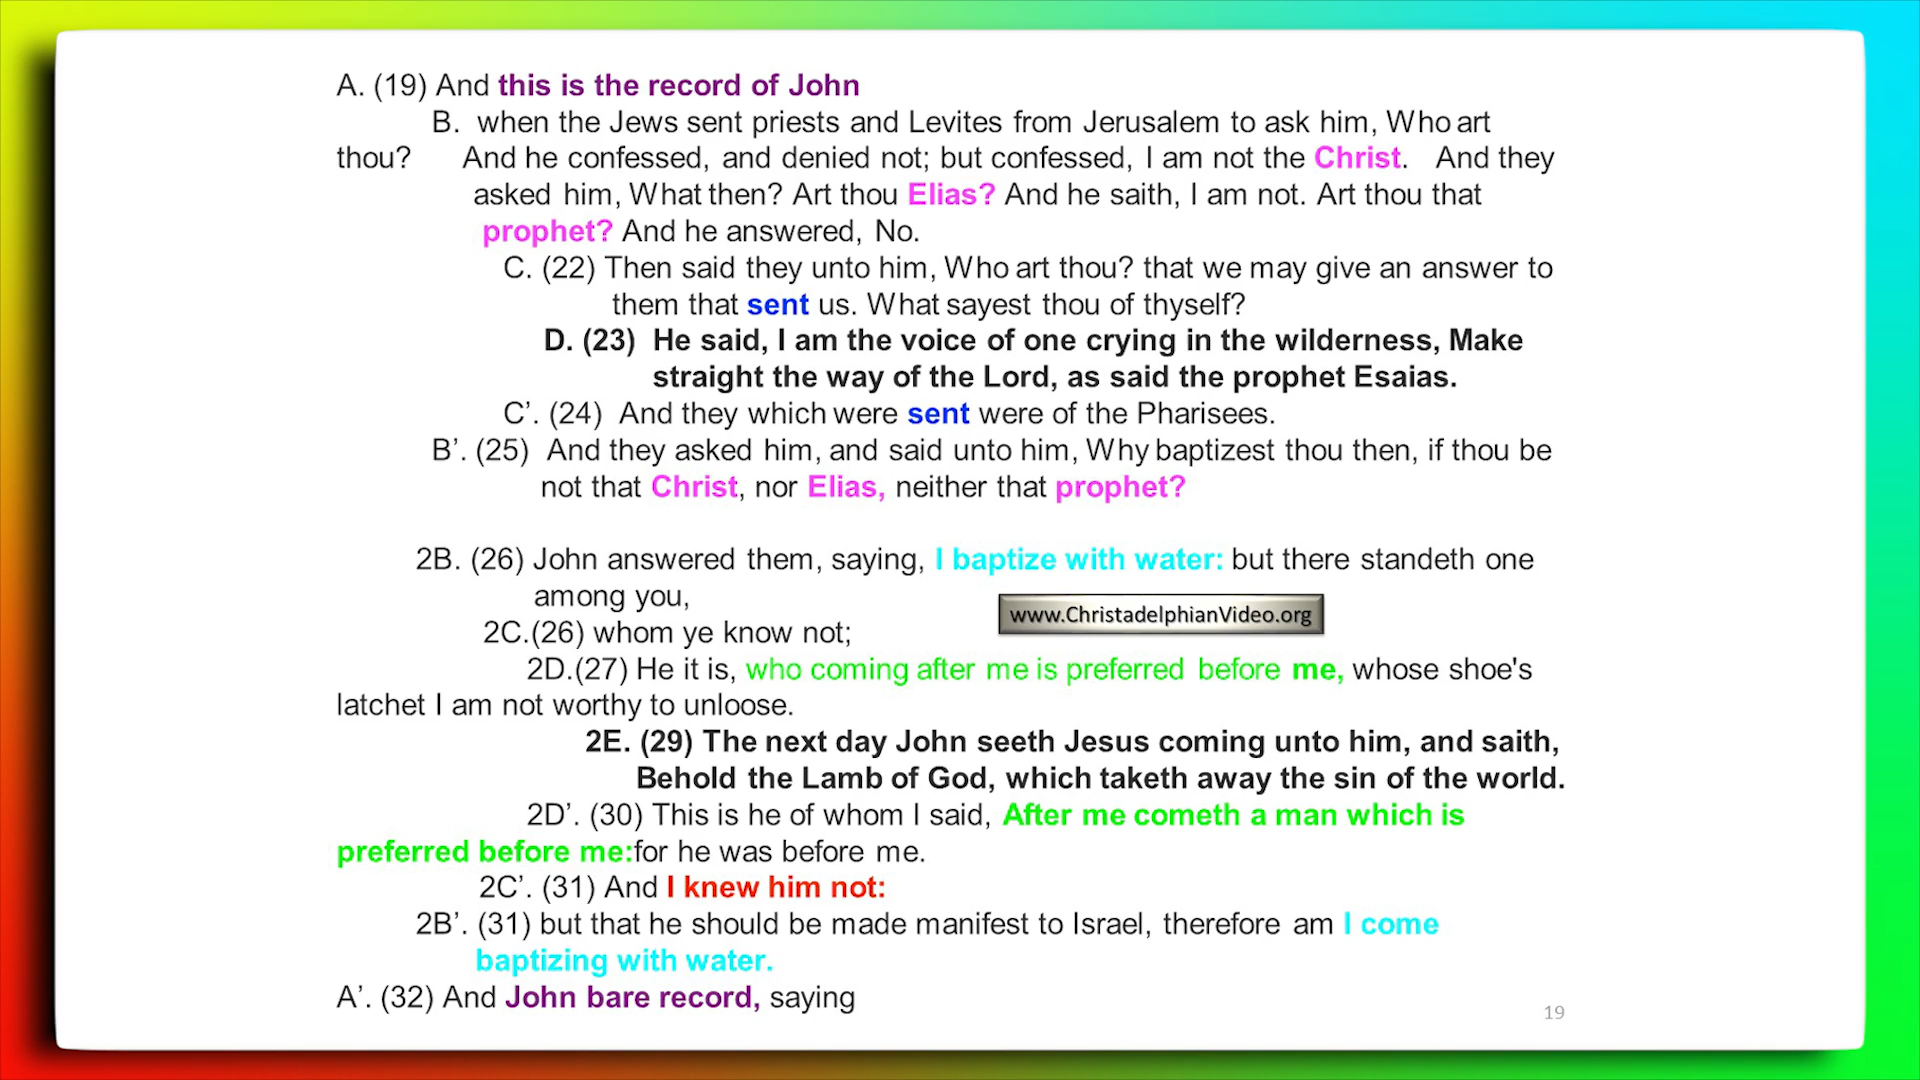 A. (19) And this is the record of John
B. when the Jews sent priests and Levites from Jerusalem to ask him, Who art
thou? And he confessed, and denied not; but confessed, I am not the Christ. And they
asked him, What then? Art thou Elias? And he saith, I am not. Art thou that
prophet? And he answered, No.
C. (22) Then said they unto him, Who art thou? that we may give an answer to
them that sent us. What sayest thou of thyself?
D. (23) He said, I am the voice of one crying in the wilderness, Make
straight the way of the Lord, as said the prophet Esaias.
C’. (24) And they which were sent were of the Pharisees.
B’. (25) And they asked him, and said unto him, Why baptizest thou then, if thou be
not that Christ, nor Elias, neither that prophet?
2B. (26) John answered them, saying, I baptize with water: but there standeth one
among you,
www.ChristadelphianVideo.org
2C.(26) whom ye know not;
2D.(27) He it is, who coming after me is preferred before me, whose shoe's
latchet I am not worthy to unloose.
2E. (29) The next day John seeth Jesus coming unto him, and saith,
Behold the Lamb of God, which taketh away the sin of the world.
2D’. (30) This is he of whom I said, After me cometh a man which is
preferred before me:for he was before me.
2C’. (31) And I knew him not:
2B’. (31) but that he should be made manifest to Israel, therefore am I come
baptizing with water.
A’. (32) And John bare record, saying
19